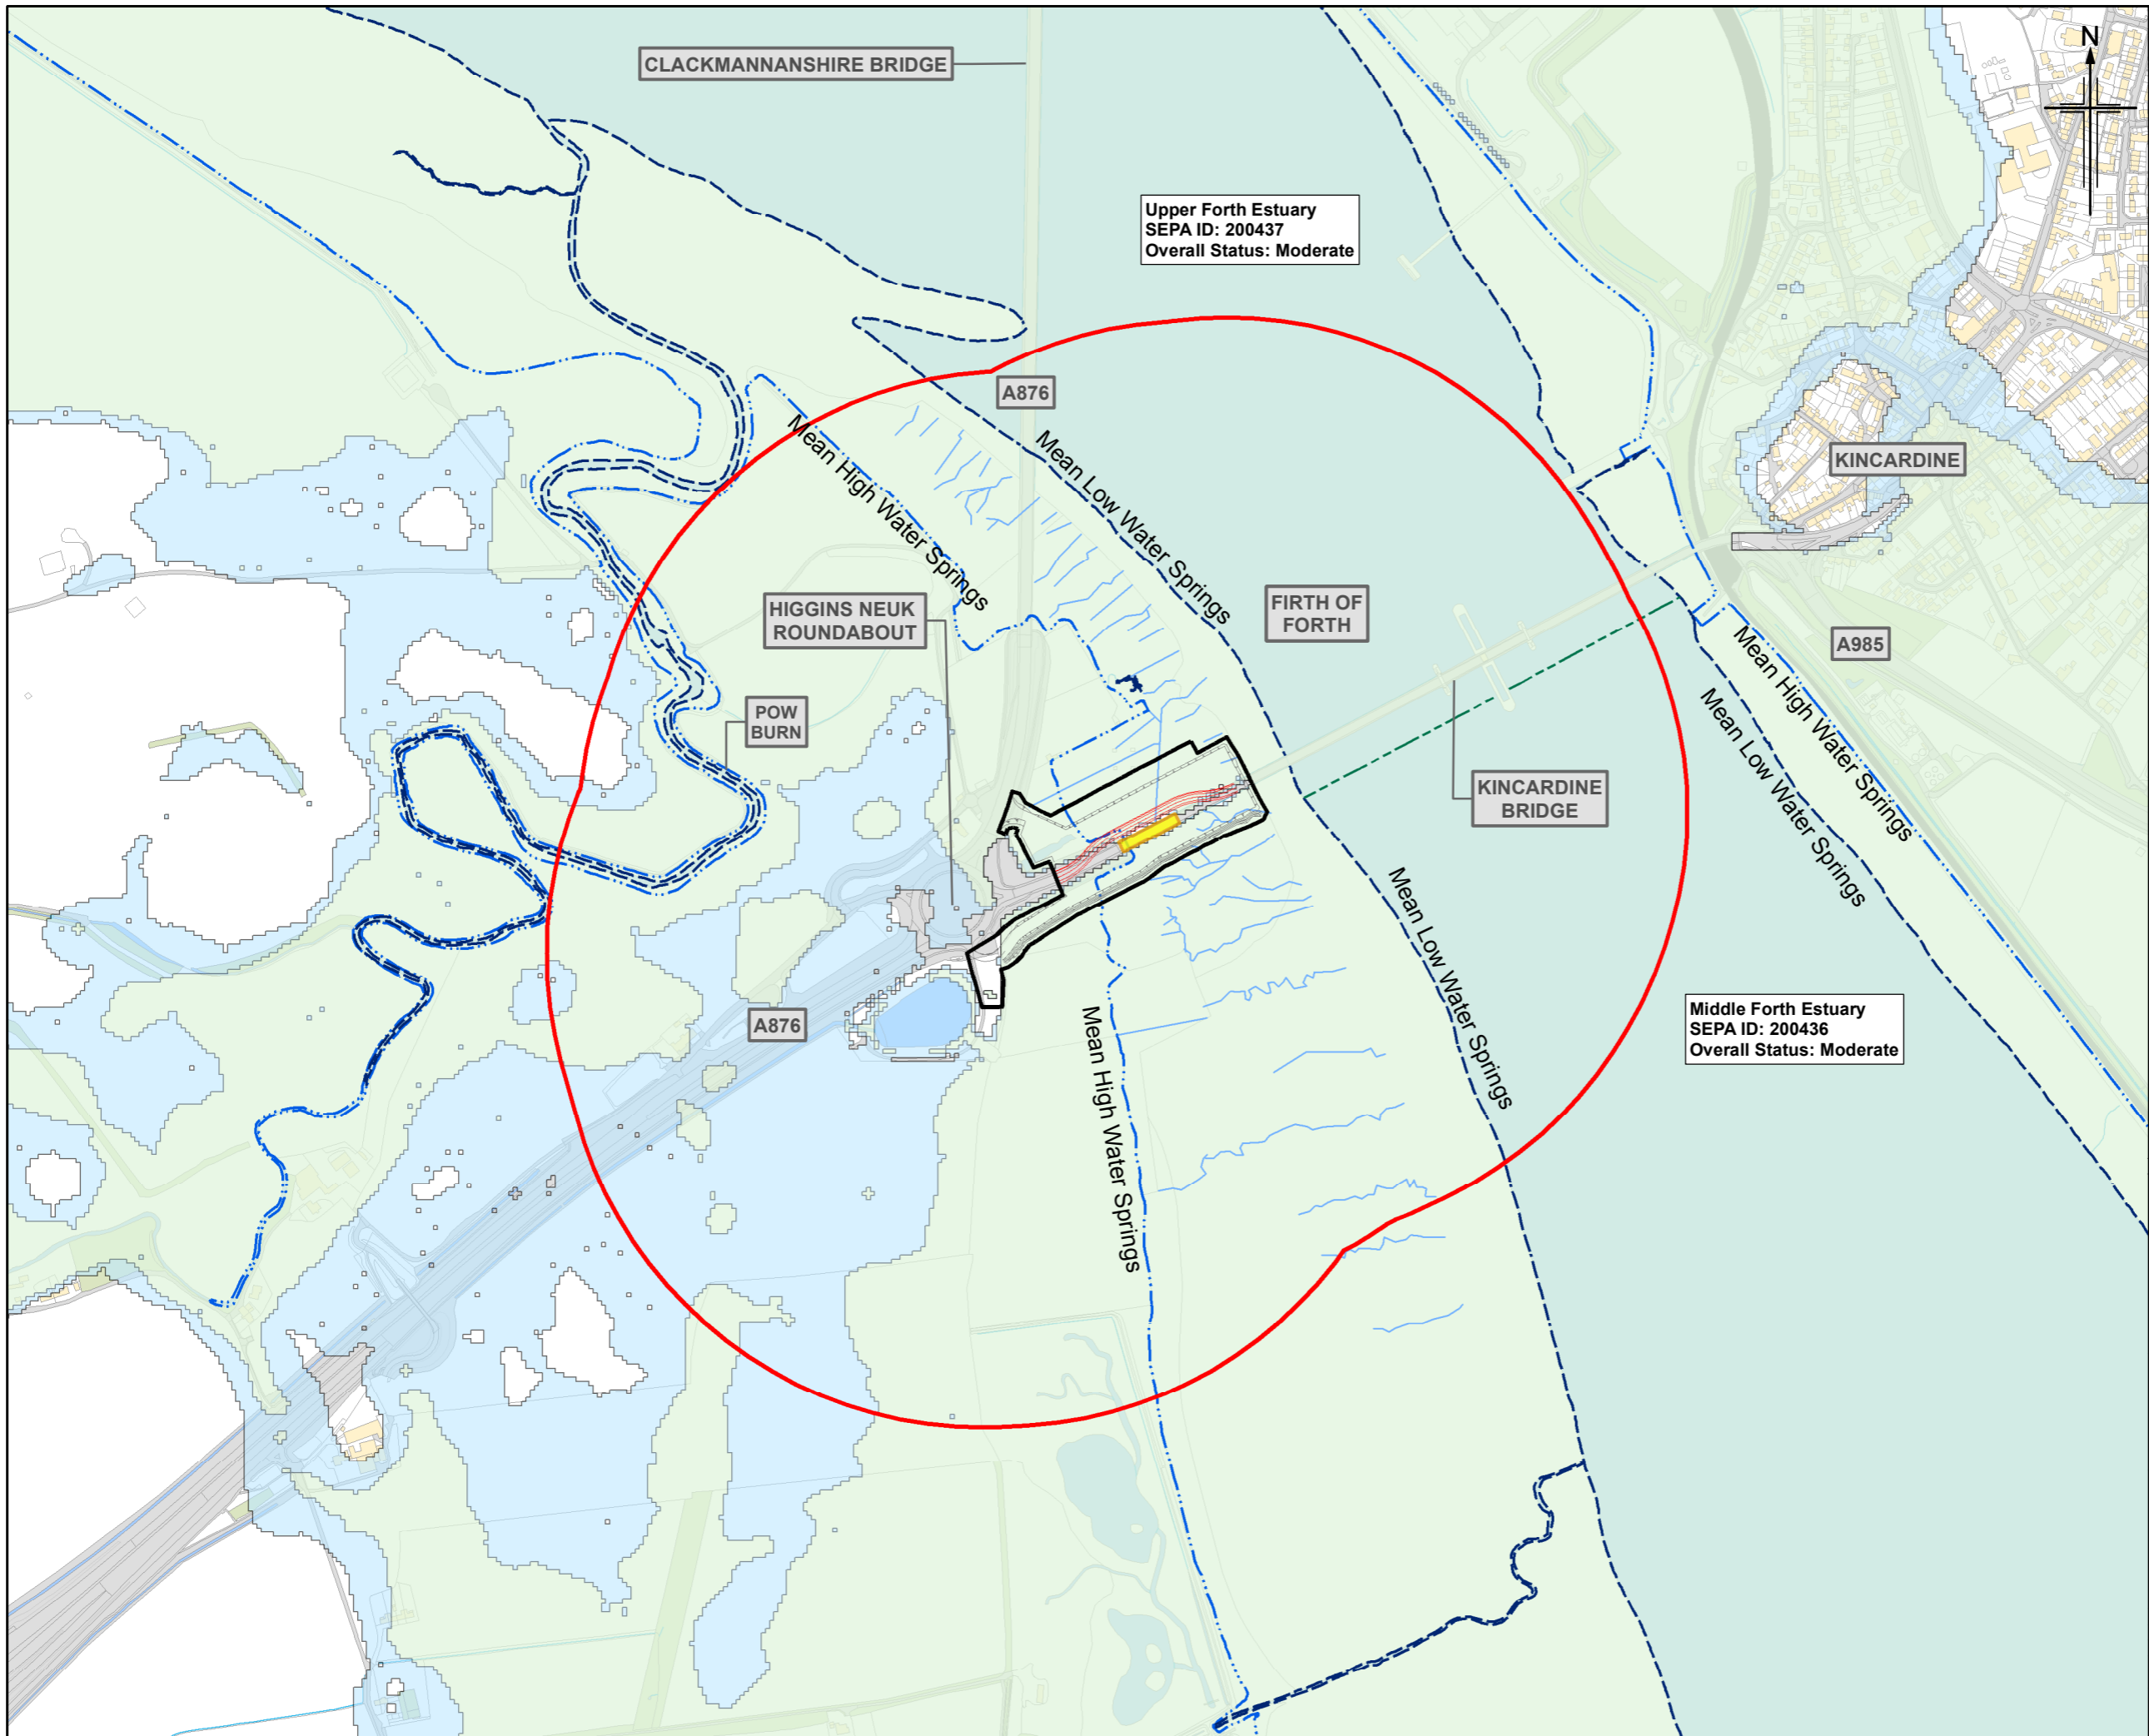 N
CLACKMANNANSHIRE BRIDGE
Upper Forth Estuary
SEPA ID: 200437
Overall Status: Moderate
A876
Mean High Water Springs
Mean Low Water Springs
KINCARDINE
HIGGINS NEUK
ROUNDABOUT
FIRTH OF
FORTH
A985
POW
BURN
Mean High Water Springs
Mean Low Water Springs
KINCARDINE
BRIDGE
Mean Low Water Springs
A876
Mean High Water Springs
Middle Forth Estuary
SEPA ID: 200436
Overall Status: Moderate